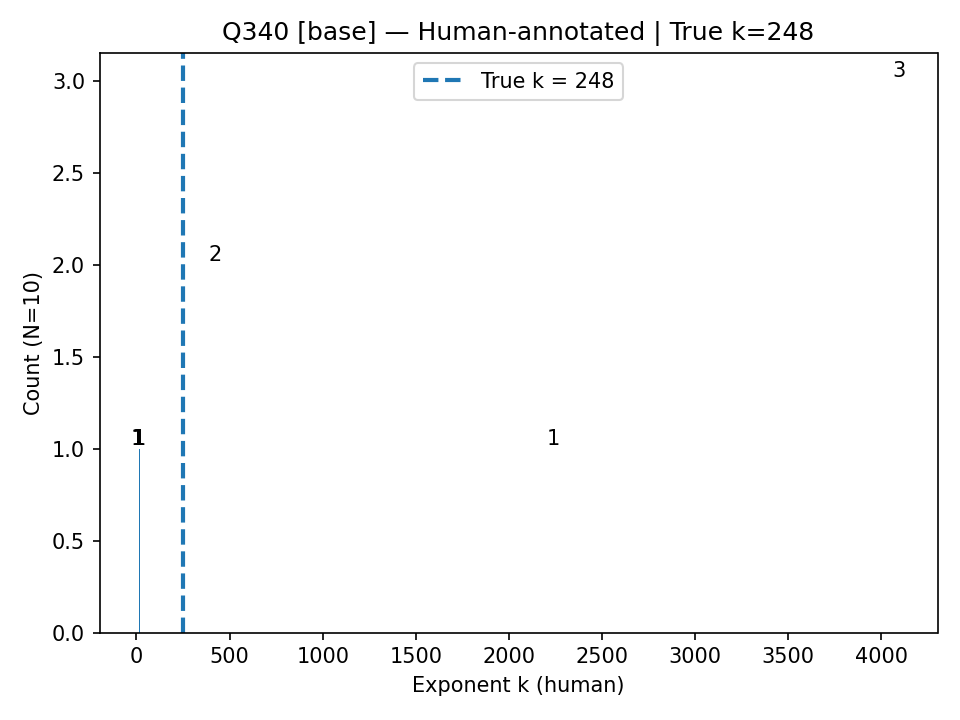 Q340 [base] — Human-annotated | True k=248
True k = 248
3
2
1
1
3.0
2.5
2.0
1.5
1.0
0.5
0.0
Count (N=10)
0 500 1000 1500 2000 2500 3000 3500 4000
Exponent k (human)